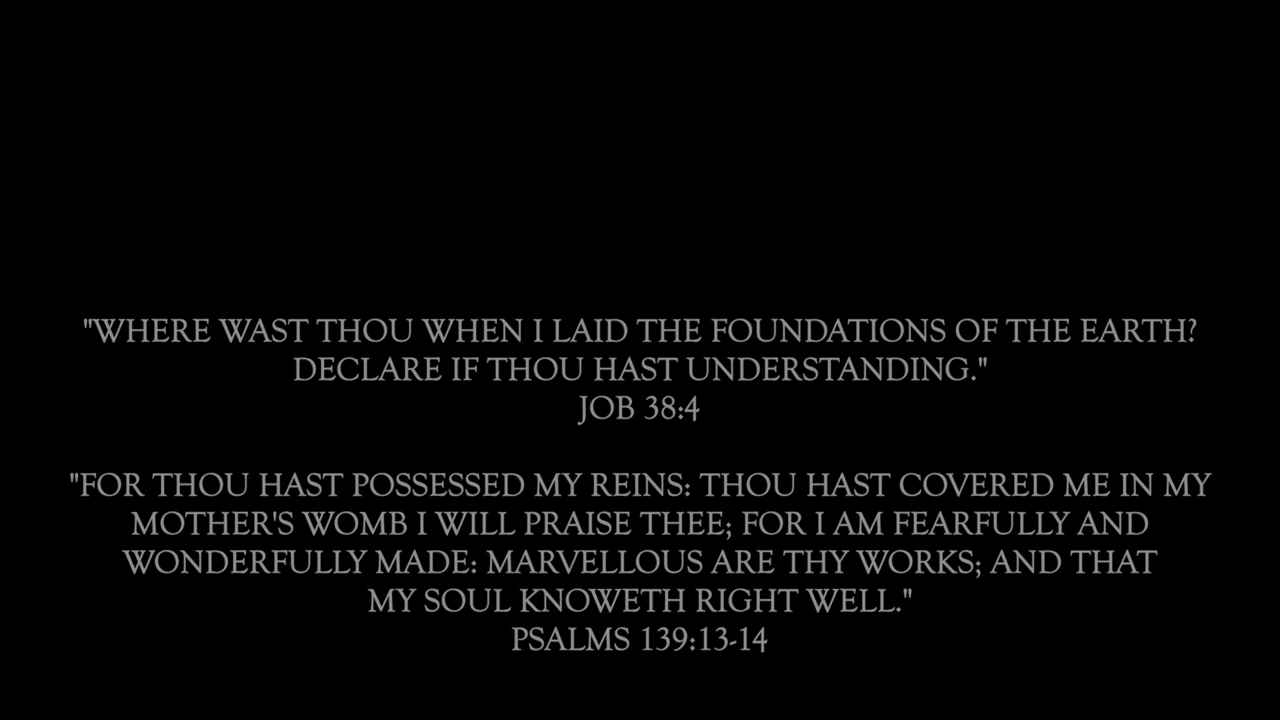 "WHERE WAST THOU WHEN I LAID THE FOUNDATIONS OF THE EARTH?
DECLARE IF THOU HAST UNDERSTANDING."
JOB 38:4
"FOR THOU HAST POSSESSED MY REINS: THOU HAST COVERED ME IN MY
MOTHER'S WOMB I WILL PRAISE THEE; FOR I AM FEARFULLY AND
WONDERFULLY MADE: MARVELLOUS ARE THY WORKS; AND THAT
MY SOUL KNOWETH RIGHT WELL."
PSALMS 139:13-14